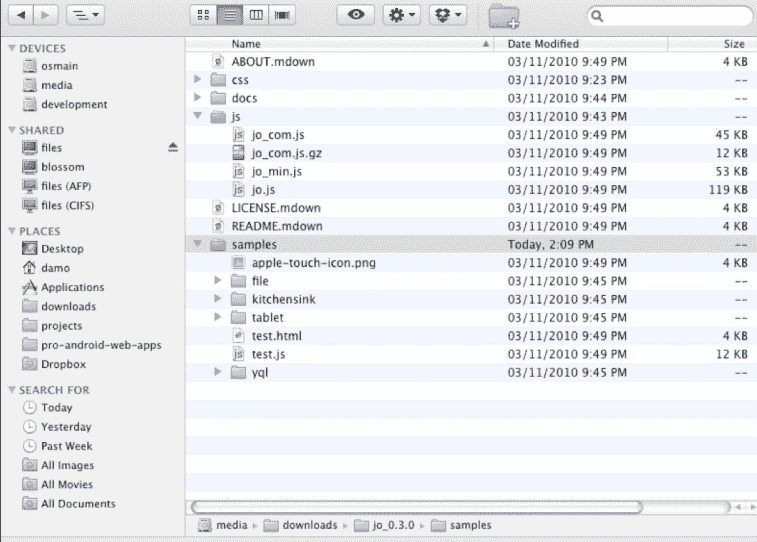 Name Date Modified Size
DEVICES
osmain
media
development
SHARED
files
blossom
files (AFP)
files (CIFS)
PLACES
Desktop
damo
Applications
downloads
projects
pro-android-web-apps
Dropbox
SEARCH FOR
Today
Yesterday
Past Week
All Images
All Movies
All Documents
ABOUT.mdown 03/11/2010 9:49 PM 4 KB
css 03/11/2010 9:23 PM --
docs 03/11/2010 9:44 PM --
js 03/11/2010 9:43 PM --
jo_com.js 03/11/2010 9:49 PM 45 KB
jo_com.js.gz 03/11/2010 9:49 PM 12 KB
jo_min.js 03/11/2010 9:49 PM 53 KB
jo.js 03/11/2010 9:49 PM 119 KB
LICENSE.mdown 03/11/2010 9:49 PM 4 KB
README.mdown 03/11/2010 9:49 PM 4 KB
samples Today, 2:09 PM --
apple-touch-icon.png 03/11/2010 9:49 PM 4 KB
file 03/11/2010 9:45 PM --
kitchensink 03/11/2010 9:45 PM --
tablet 03/11/2010 9:45 PM --
test.html 03/11/2010 9:49 PM 4 KB
test.js 03/11/2010 9:49 PM 12 KB
yql 03/11/2010 9:45 PM --
media downloads jo_0.3.0 samples